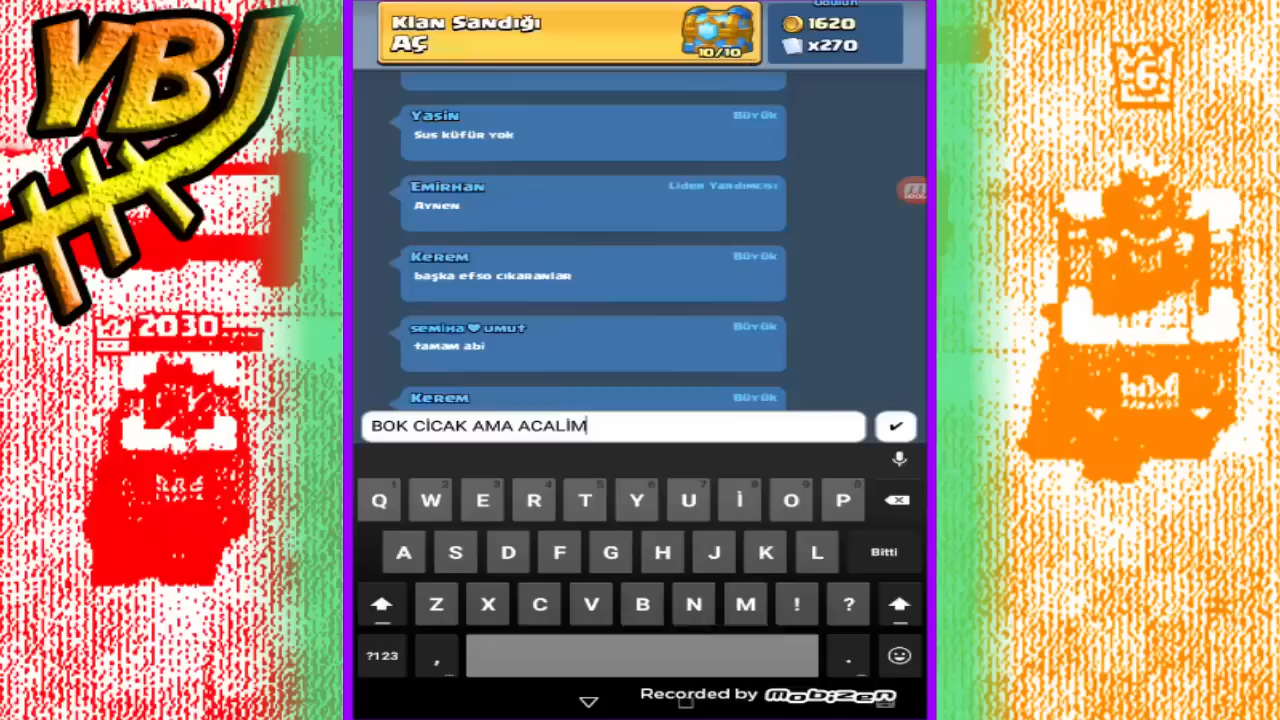 YBJ
Klan Sandığı
AÇ
10/10
1620
x270
Yasin
Büyük
Sus küfür yok
Emirhan
Lider Yardımcısı
Aynen
Kerem
Büyük
başka efso cıkaranlar
semiha umut
Büyük
tamam abi
Kerem
Büyük
BOK CİCAK AMA ACALİM
Q W E R T Y U İ O P
A S D F G H J K L Bitti
Z X C V B N M ! ?
?123 , .
Recorded by Mobizen
2030
6